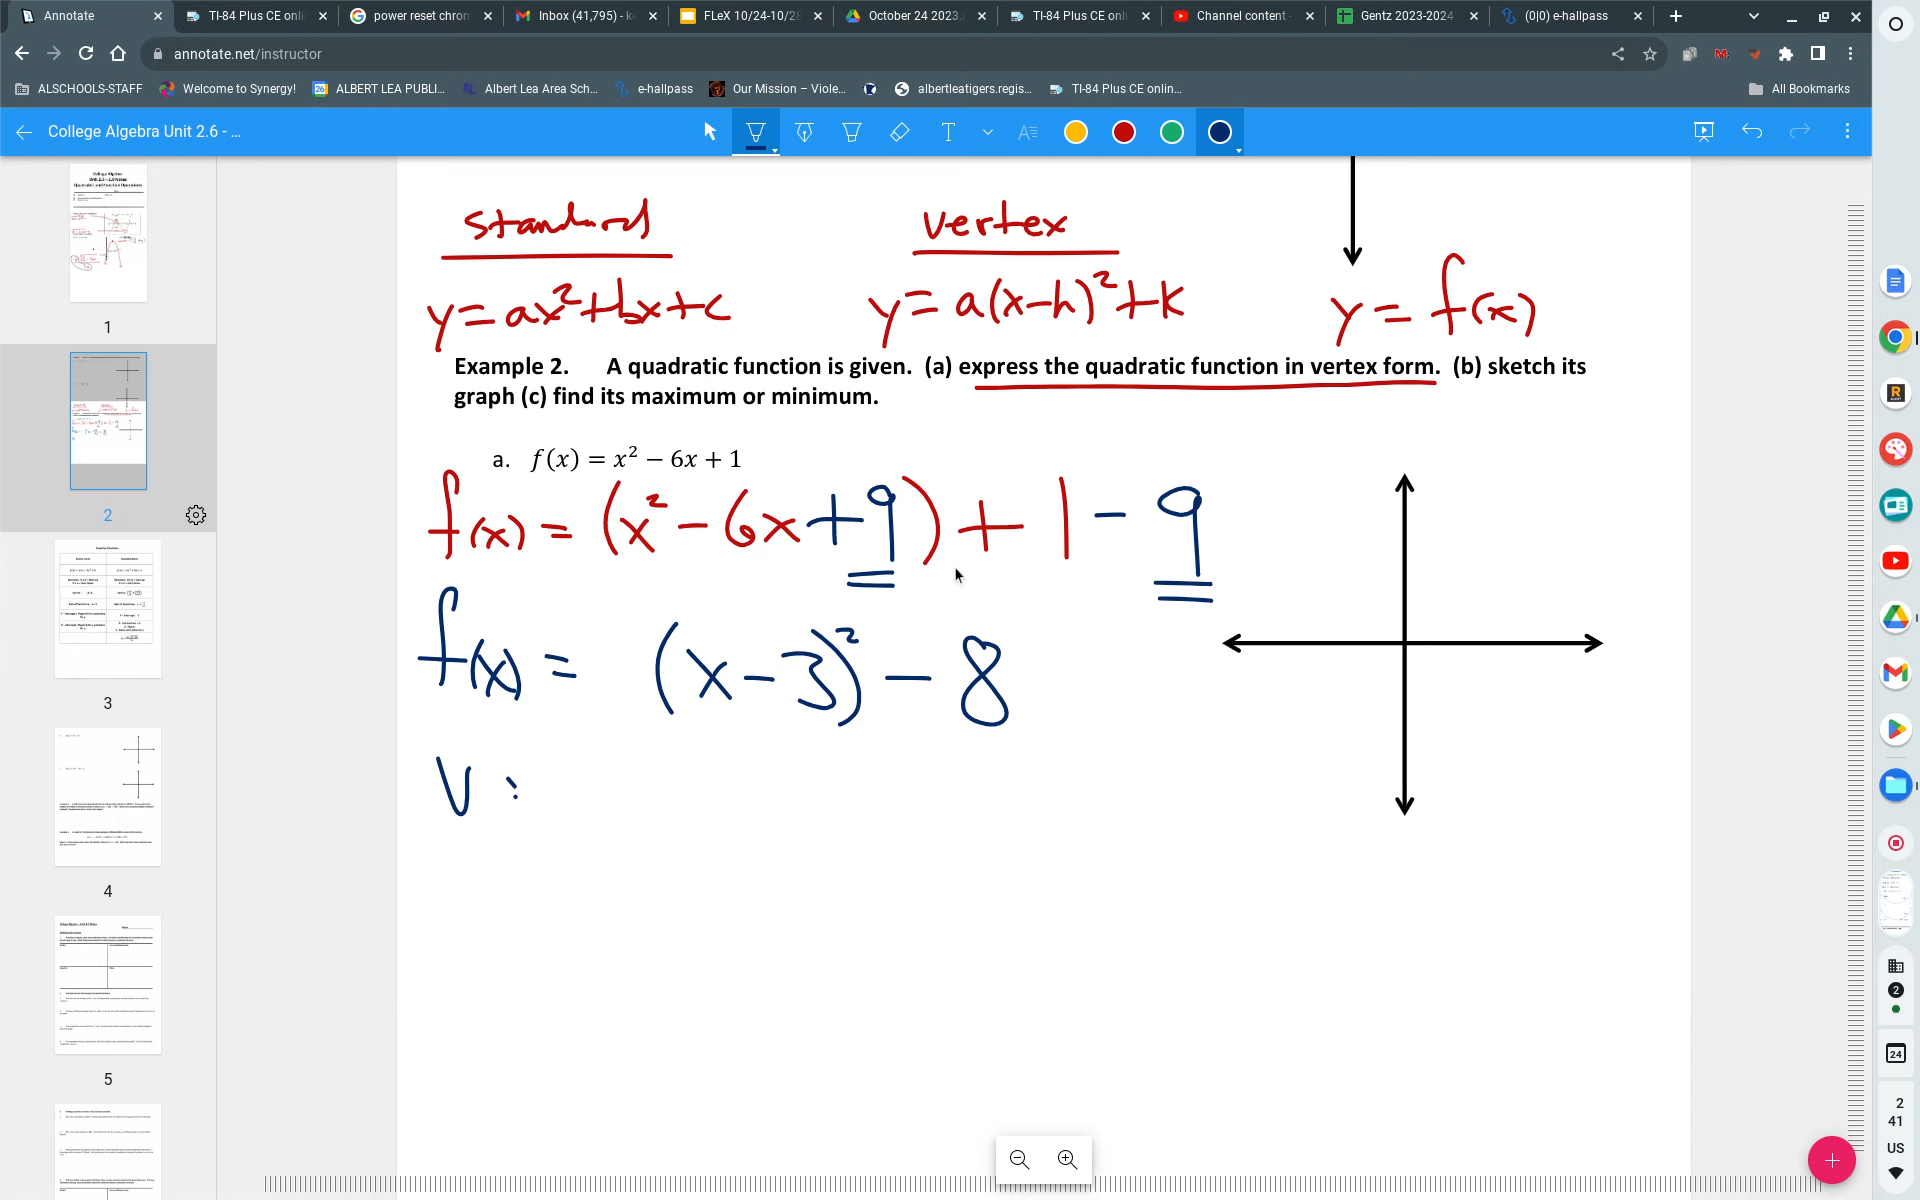 Annotate
TI-84 Plus CE onli
power reset chron
Inbox (41,795) - k
FLeX 10/24-10/28
October 24 2023.
TI-84 Plus CE onli
Channel content -
Gentz 2023-2024
(0|0) e-hallpass
annotate.net/instructor
ALSCHOOLS-STAFF
Welcome to Synergy!
ALBERT LEA PUBLI...
Albert Lea Area Sch...
e-hallpass
Our Mission – Viole...
albertleatigers.regis...
TI-84 Plus CE onlin...
All Bookmarks
College Algebra Unit 2.6 - ...
standard
vertex
y = ax²+bx+c
y = a(x-h)²+k
y = f(x)
Example 2. A quadratic function is given. (a) express the quadratic function in vertex form. (b) sketch its
graph (c) find its maximum or minimum.
a. f(x) = x² − 6x + 1
f(x) = (x² - 6x + 9) + 1 - 9
f(x) = (x-3)² - 8
V :
1
2
3
4
5
2
24
2
41
US